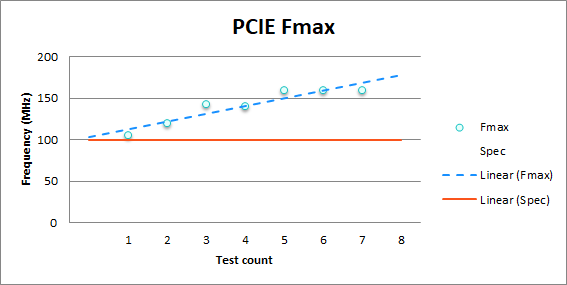 PCIE Fmax
200
150
100
50
0
Frequency (MHz)
1 2 3 4 5 6 7 8
Test count
Fmax
Spec
Linear (Fmax)
Linear (Spec)